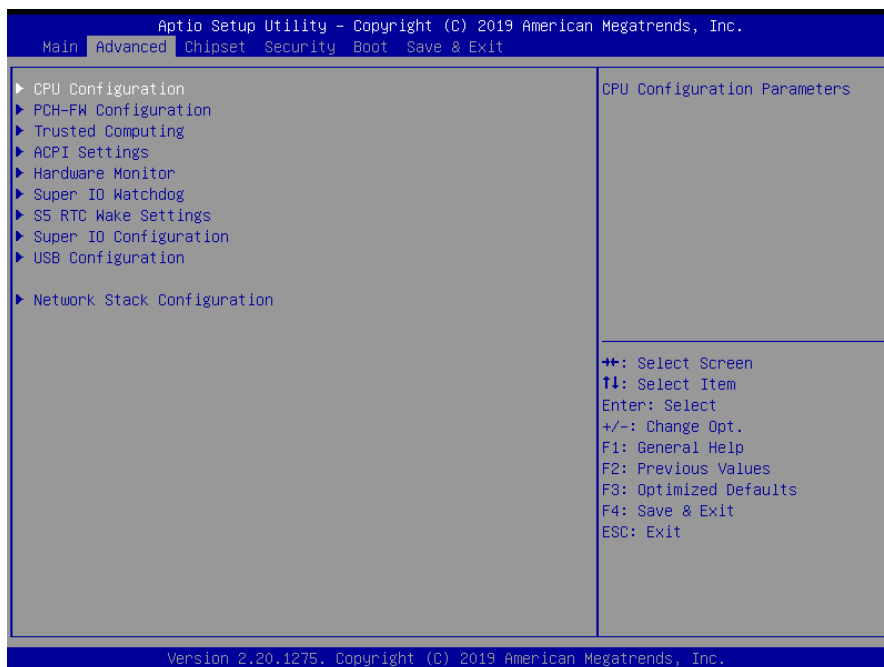 Aptio Setup Utility – Copyright (C) 2019 American Megatrends, Inc.
Main Advanced Chipset Security Boot Save & Exit
▶ CPU Configuration
▶ PCH-FW Configuration
▶ Trusted Computing
▶ ACPI Settings
▶ Hardware Monitor
▶ Super IO Watchdog
▶ S5 RTC Wake Settings
▶ Super IO Configuration
▶ USB Configuration
▶ Network Stack Configuration
CPU Configuration Parameters
→←: Select Screen
↑↓: Select Item
Enter: Select
+/-: Change Opt.
F1: General Help
F2: Previous Values
F3: Optimized Defaults
F4: Save & Exit
ESC: Exit
Version 2.20.1275. Copyright (C) 2019 American Megatrends, Inc.